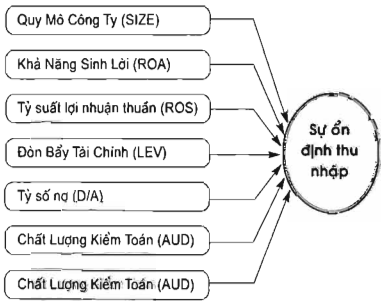 Quy Mô Công Ty (SIZE)
Khả Năng Sinh Lời (ROA)
Tỷ suất lợi nhuận thuần (ROS)
Đòn Bẩy Tài Chính (LEV)
Tỷ số nợ (D/A)
Chất Lượng Kiểm Toán (AUD)
Chất Lượng Kiểm Toán (AUD)
Sự ổn
định thu
nhập